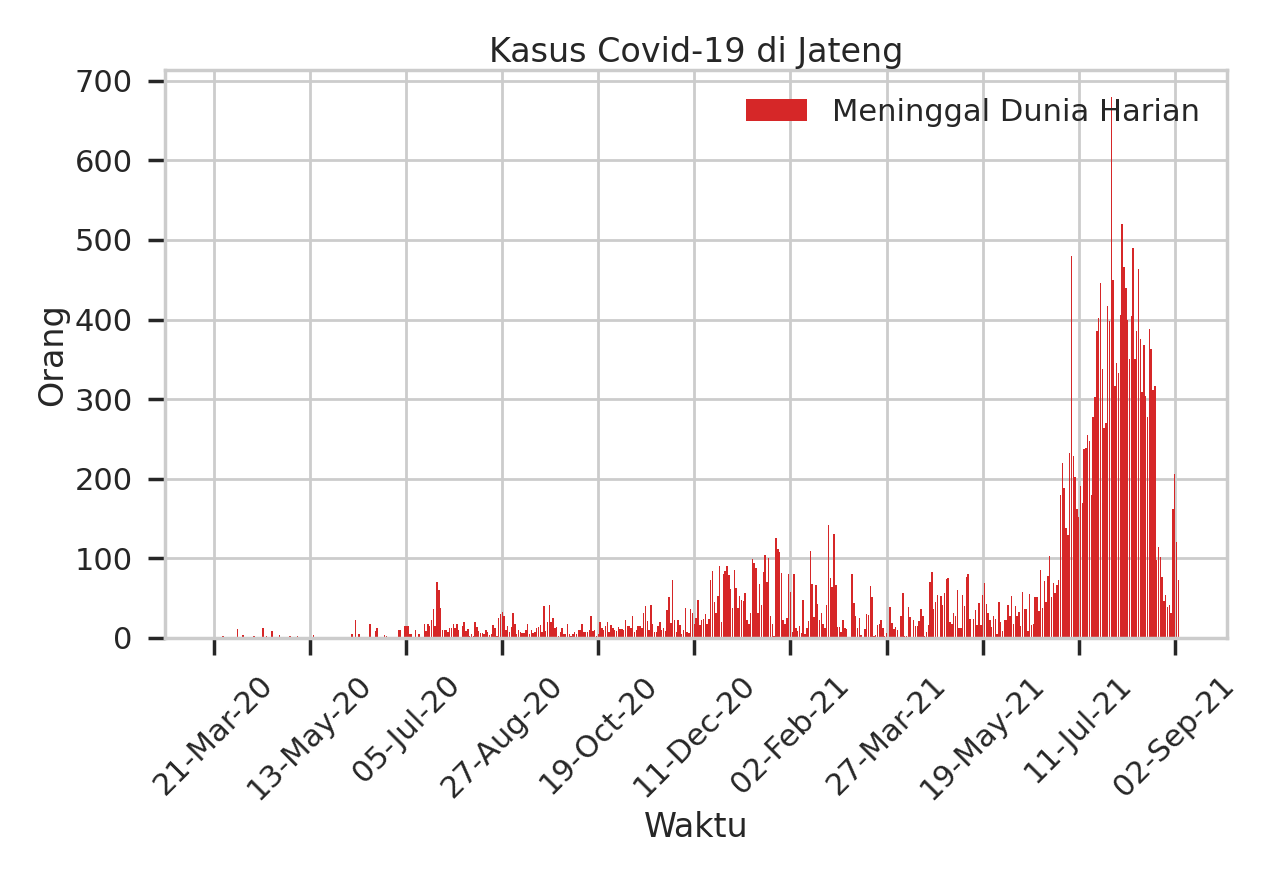 Kasus Covid-19 di Jateng
Meninggal Dunia Harian
Orang
700
600
500
400
300
200
100
0
21-Mar-20
13-May-20
05-Jul-20
27-Aug-20
19-Oct-20
11-Dec-20
02-Feb-21
27-Mar-21
19-May-21
11-Jul-21
02-Sep-21
Waktu